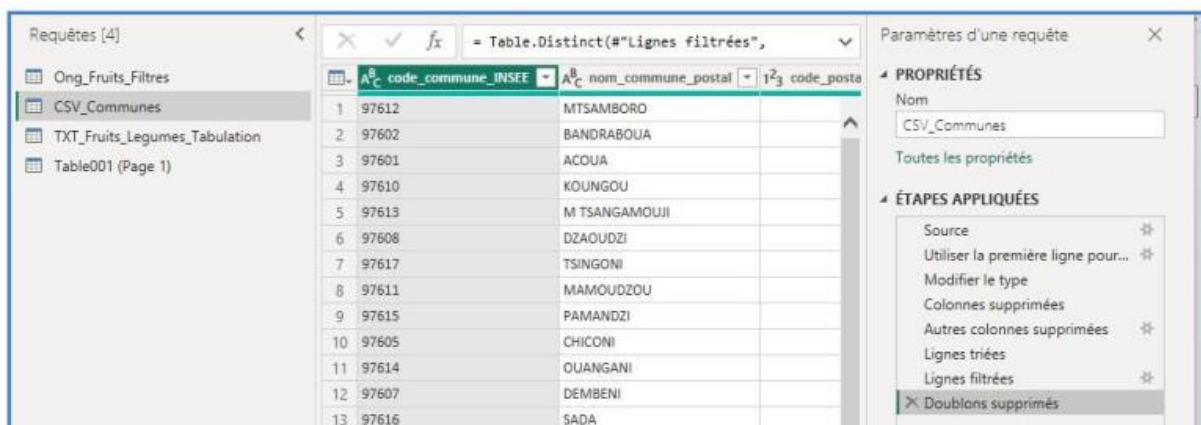 Requêtes [4]
Ong_Fruits_Filtres
CSV_Communes
TXT_Fruits_Legumes_Tabulation
Table001 (Page 1)
fx = Table.Distinct(#"Lignes filtrées",
ABC code_commune_INSEE ABC nom_commune_postal 123 code_posta
1 97612 MTSAMBORO
2 97602 BANDRABOUA
3 97601 ACOUA
4 97610 KOUNGOU
5 97613 M TSANGAMOUJI
6 97608 DZAOUDZI
7 97617 TSINGONI
8 97611 MAMOUDZOU
9 97615 PAMANDZI
10 97605 CHICONI
11 97614 OUANGANI
12 97607 DEMBENI
13 97616 SADA
Paramètres d'une requête
PROPRIÉTÉS
Nom
CSV_Communes
Toutes les propriétés
ÉTAPES APPLIQUÉES
Source
Utiliser la première ligne pour...
Modifier le type
Colonnes supprimées
Autres colonnes supprimées
Lignes triées
Lignes filtrées
Doublons supprimés